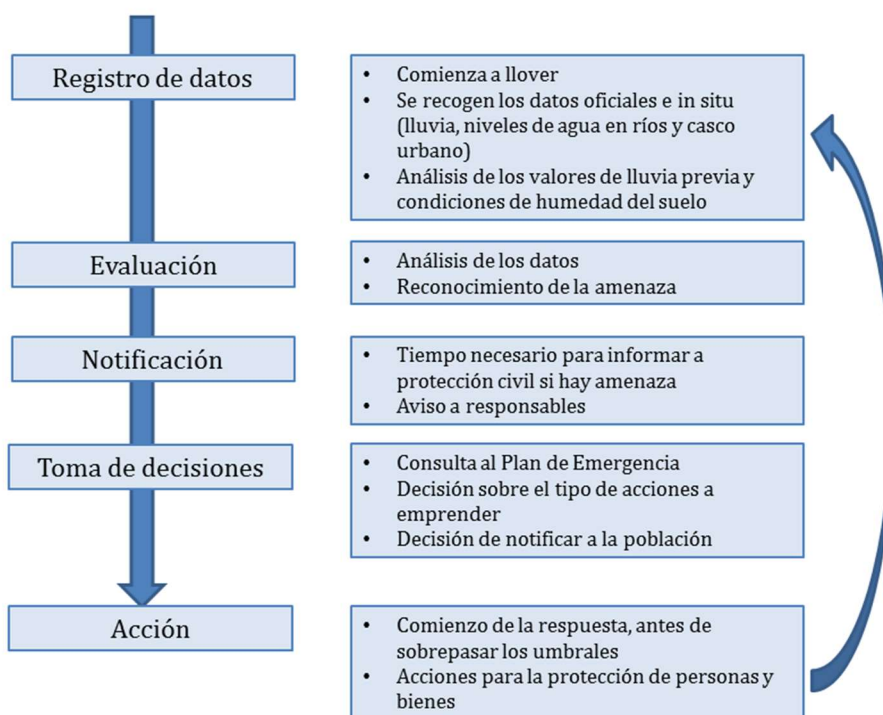 Registro de datos
• Comienza a llover
• Se recogen los datos oficiales e in situ
(lluvia, niveles de agua en ríos y casco
urbano)
• Análisis de los valores de lluvia previa y
condiciones de humedad del suelo
Evaluación
• Análisis de los datos
• Reconocimiento de la amenaza
Notificación
• Tiempo necesario para informar a
protección civil si hay amenaza
• Aviso a responsables
Toma de decisiones
• Consulta al Plan de Emergencia
• Decisión sobre el tipo de acciones a
emprender
• Decisión de notificar a la población
Acción
• Comienzo de la respuesta, antes de
sobrepasar los umbrales
• Acciones para la protección de personas y
bienes